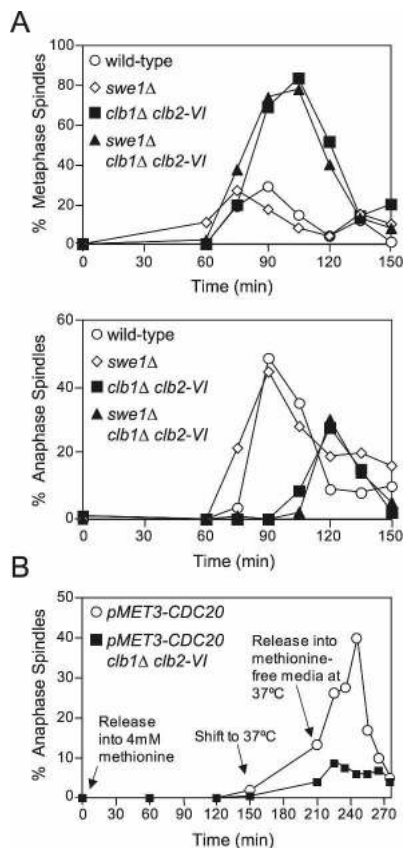 A
100
80
60
40
20
0
% Metaphase Spindles
wild-type
swe1Δ
clb1Δ clb2-VI
swe1Δ
clb1Δ clb2-VI
0 30 60 90 120 150
Time (min)
60
40
20
0
% Anaphase Spindles
wild-type
swe1Δ
clb1Δ clb2-VI
swe1Δ
clb1Δ clb2-VI
0 30 60 90 120 150
Time (min)
B
50
40
30
20
10
0
% Anaphase Spindles
pMET3-CDC20
pMET3-CDC20
clb1Δ clb2-VI
Release into
methionine-
free media at
37ºC
Release
into 4mM
methionine
Shift to 37ºC
0 30 60 90 120 150 180 210 240 270
Time (min)